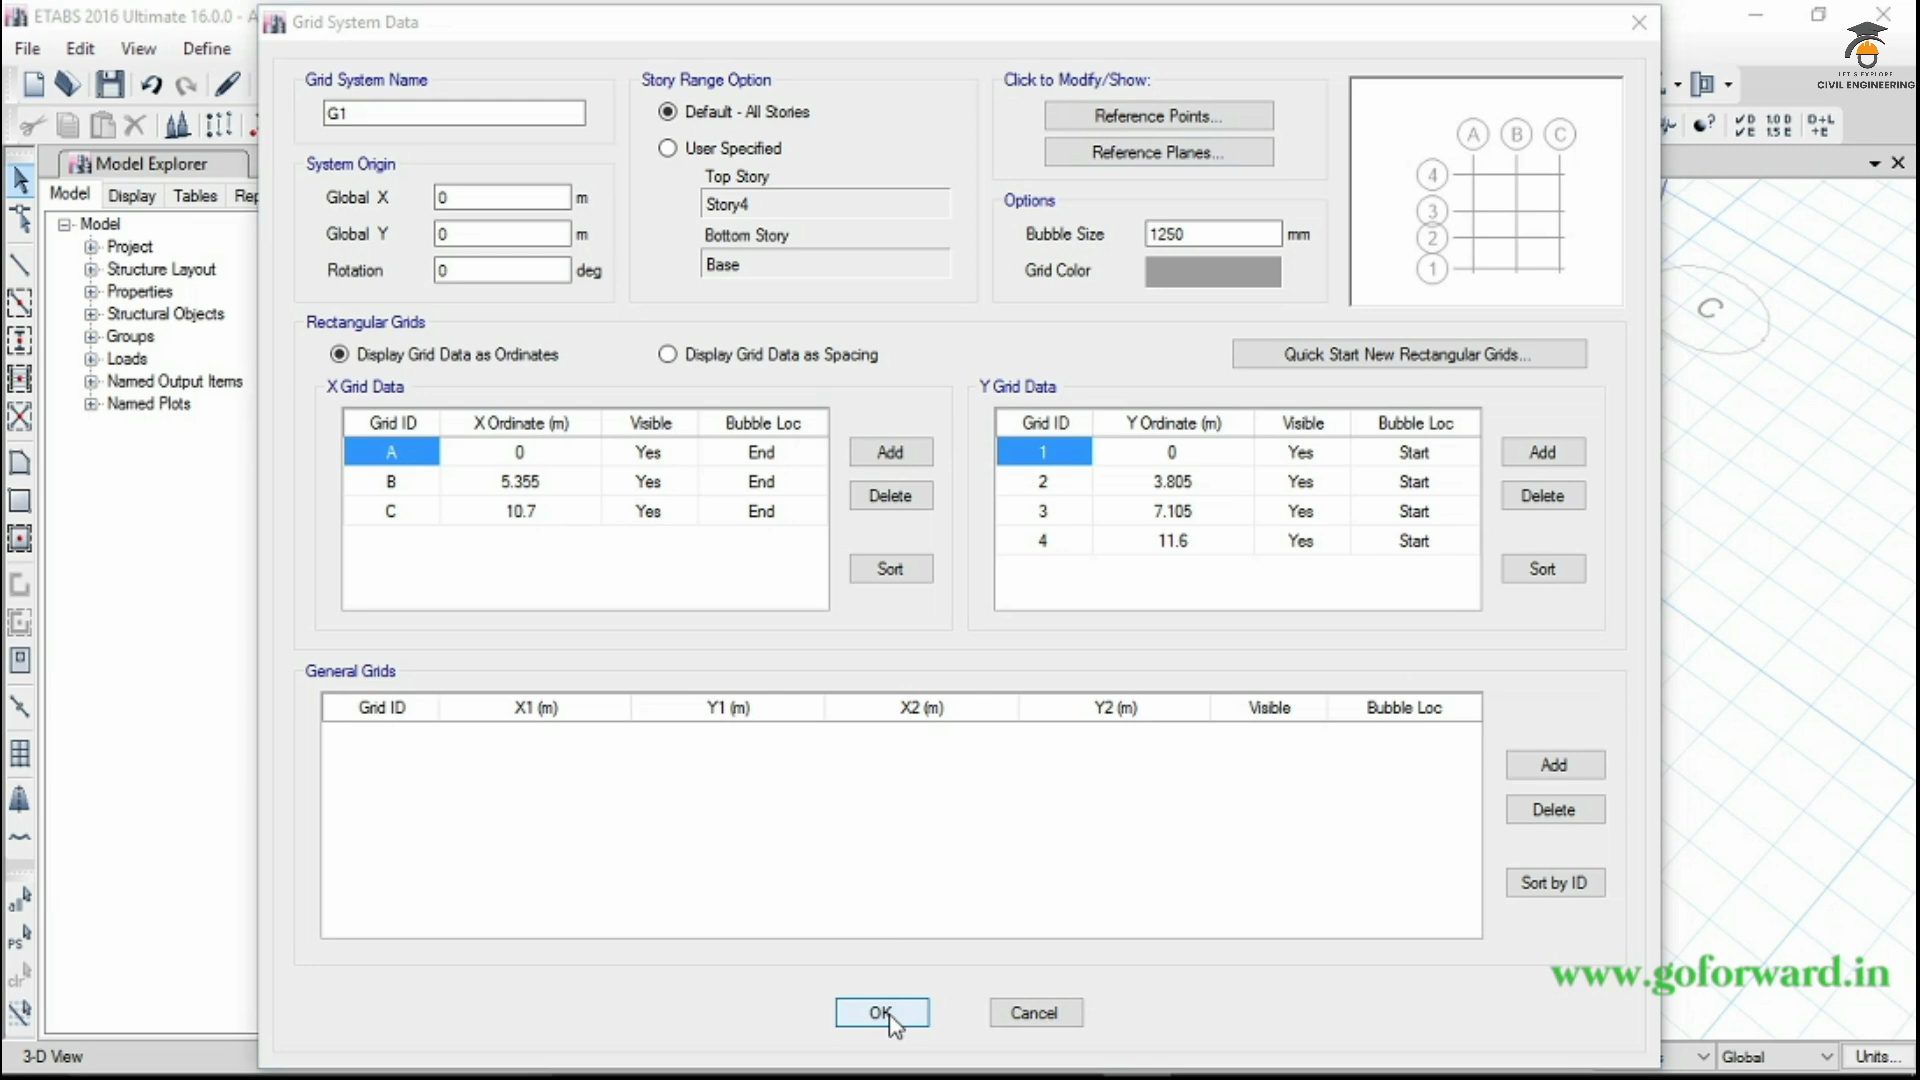 ETABS 2016 Ultimate 16.0.0 - A
Grid System Data
File Edit View Define
LET'S EXPLORE
CIVIL ENGINEERING
Model Explorer
Model Display Tables Rep
Model
Project
Structure Layout
Properties
Structural Objects
Groups
Loads
Named Output Items
Named Plots
Grid System Name
G1
System Origin
Global X 0 m
Global Y 0 m
Rotation 0 deg
Story Range Option
Default - All Stories
User Specified
Top Story
Story4
Bottom Story
Base
Click to Modify/Show:
Reference Points...
Reference Planes...
Options
Bubble Size 1250 mm
Grid Color
A B C
4
3
2
1
C
Rectangular Grids
Display Grid Data as Ordinates
Display Grid Data as Spacing
Quick Start New Rectangular Grids...
X Grid Data
Grid ID X Ordinate (m) Visible Bubble Loc
A 0 Yes End
B 5.355 Yes End
C 10.7 Yes End
Add
Delete
Sort
Y Grid Data
Grid ID Y Ordinate (m) Visible Bubble Loc
1 0 Yes Start
2 3.805 Yes Start
3 7.105 Yes Start
4 11.6 Yes Start
Add
Delete
Sort
General Grids
Grid ID X1 (m) Y1 (m) X2 (m) Y2 (m) Visible Bubble Loc
Add
Delete
Sort by ID
www.goforward.in
OK Cancel
3-D View
Global
Units...